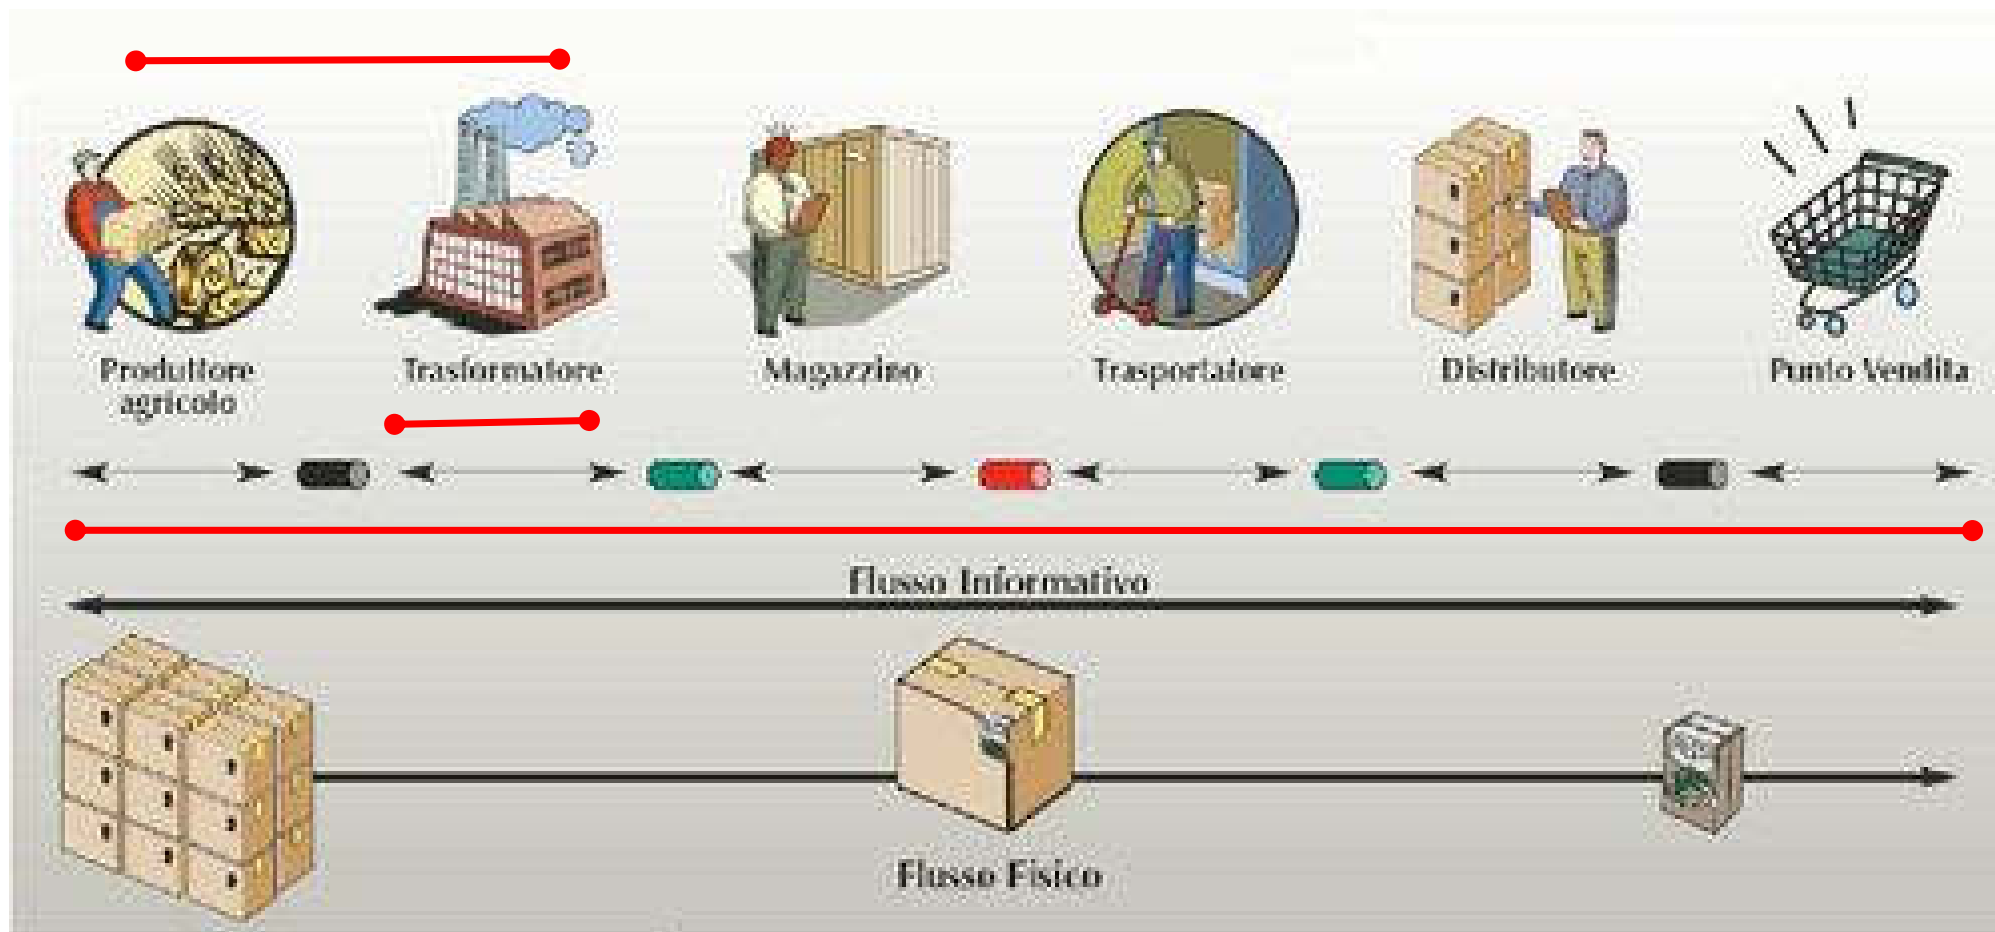 Produttore
agricolo
Trasformatore
Magazzino
Trasportatore
Distributore
Punto Vendita
Flusso Informativo
Flusso Fisico